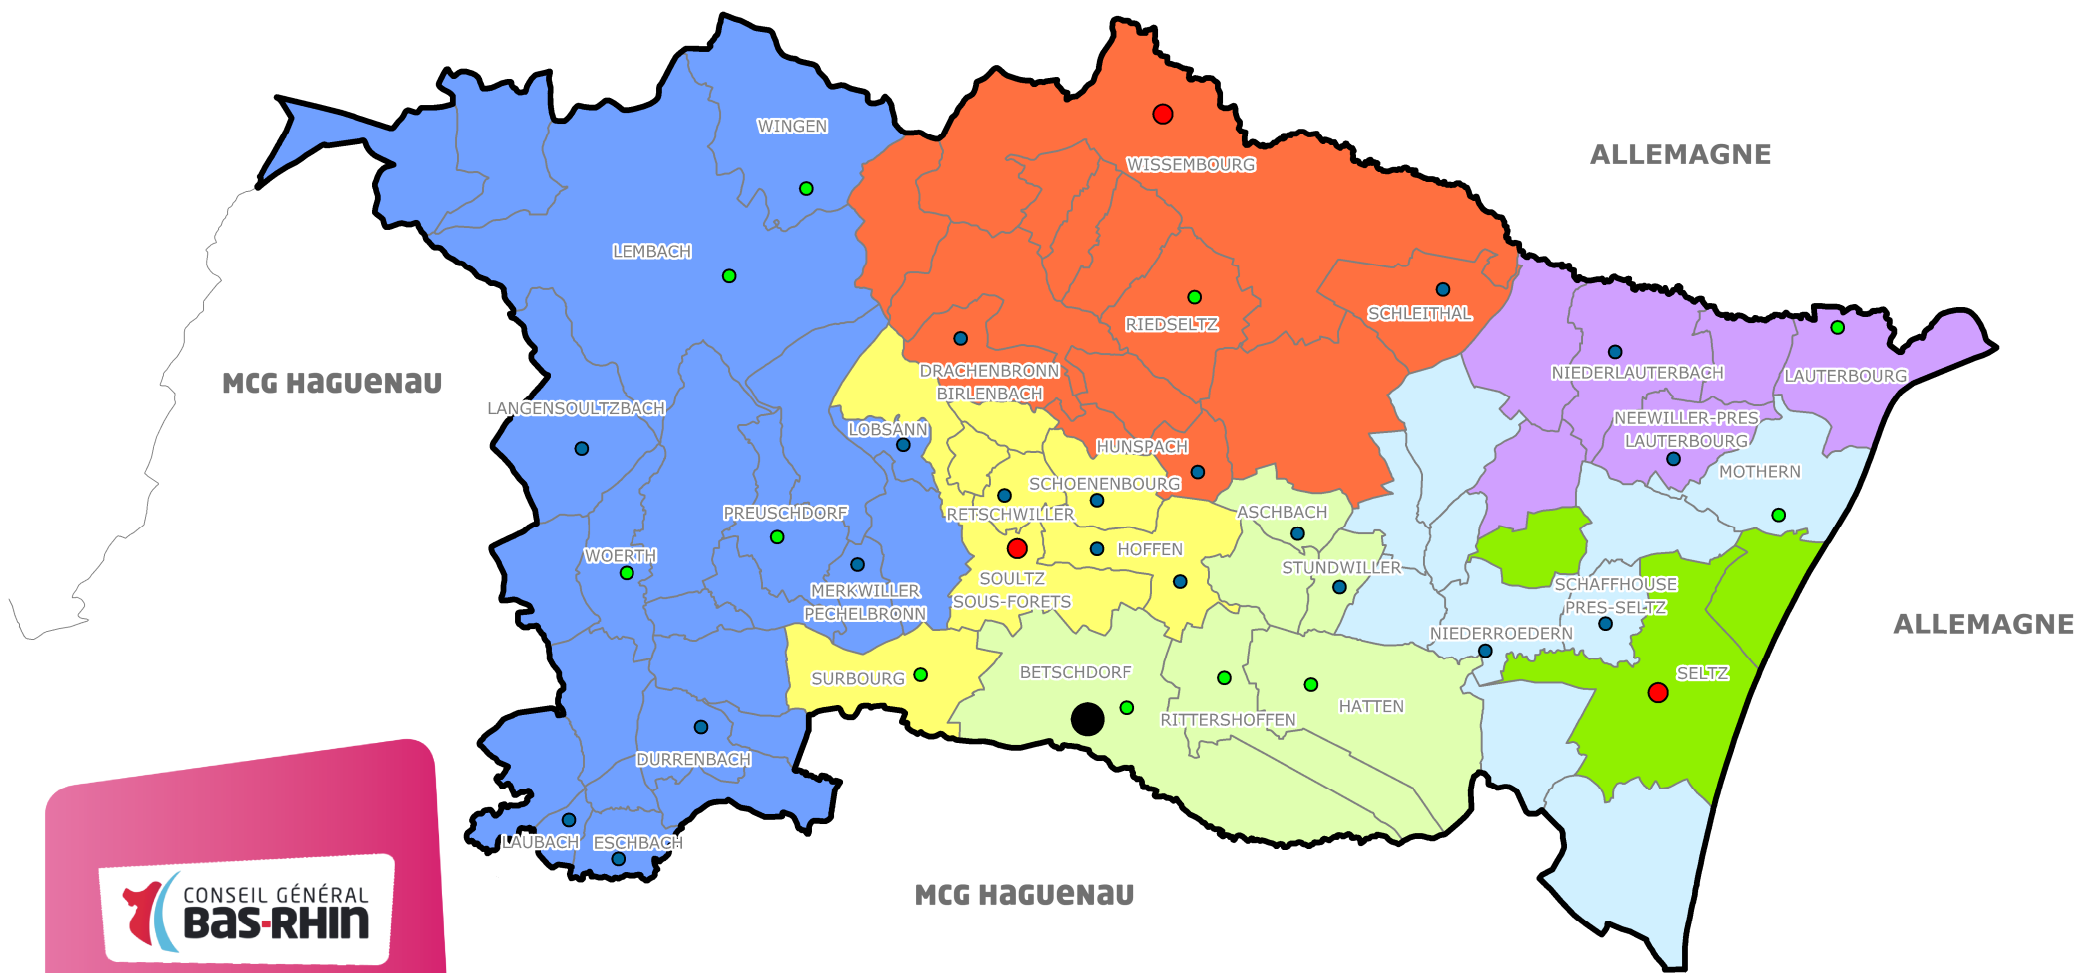 WINGEN
ALLEMAGNE
WISSEMBOURG
LEMBACH
SCHLEITHAL
RIEDSELTZ
MCG HAGUENAU
DRACHENBRONN
BIRLENBACH
NIEDERLAUTERBACH
LAUTERBOURG
LANGENSOULTZBACH
LOBSANN
NEEWILLER-PRES
LAUTERBOURG
HUNSPACH
MOTHERN
SCHOENENBOURG
PREUSCHDORF
RETSCHWILLER
ASCHBACH
WOERTH
HOFFEN
STUNDWILLER
SOULTZ
SOUS-FORETS
SCHAFFHOUSE
PRES-SELTZ
MERKWILLER
PECHELBRONN
NIEDERROEDERN
ALLEMAGNE
SURBOURG
BETSCHDORF
SELTZ
HATTEN
RITTERSHOFFEN
DURRENBACH
LAUBACH
ESCHBACH
MCG HAGUENAU
CONSEIL GÉNÉRAL
BAS-RHIN